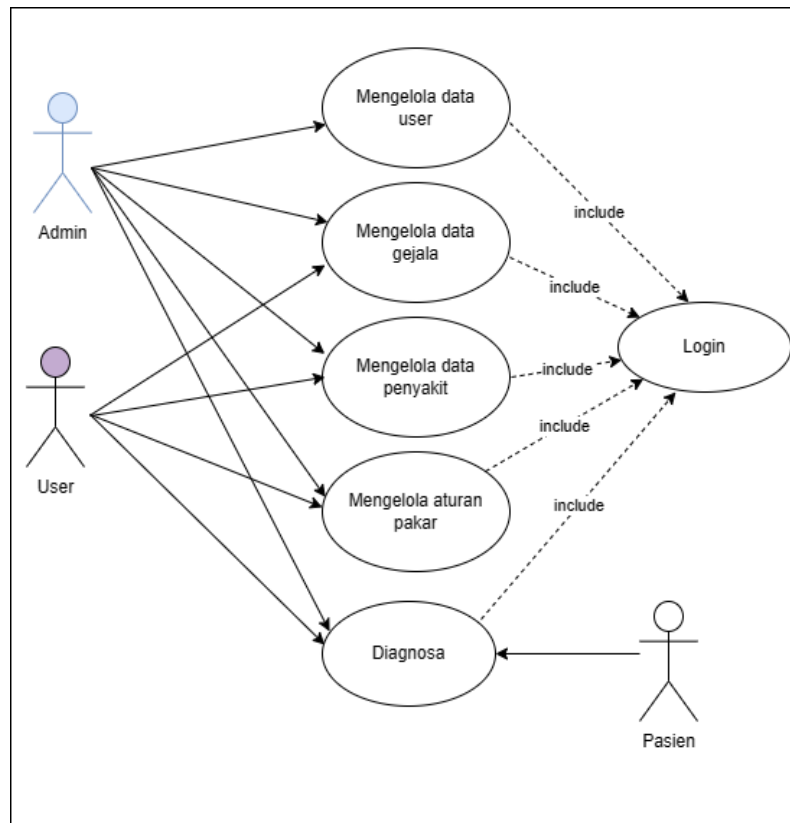 Mengelola data
user
include
Admin
Mengelola data
gejala
include
Login
Mengelola data
penyakit
include
include
User
Mengelola aturan
pakar
include
Diagnosa
Pasien